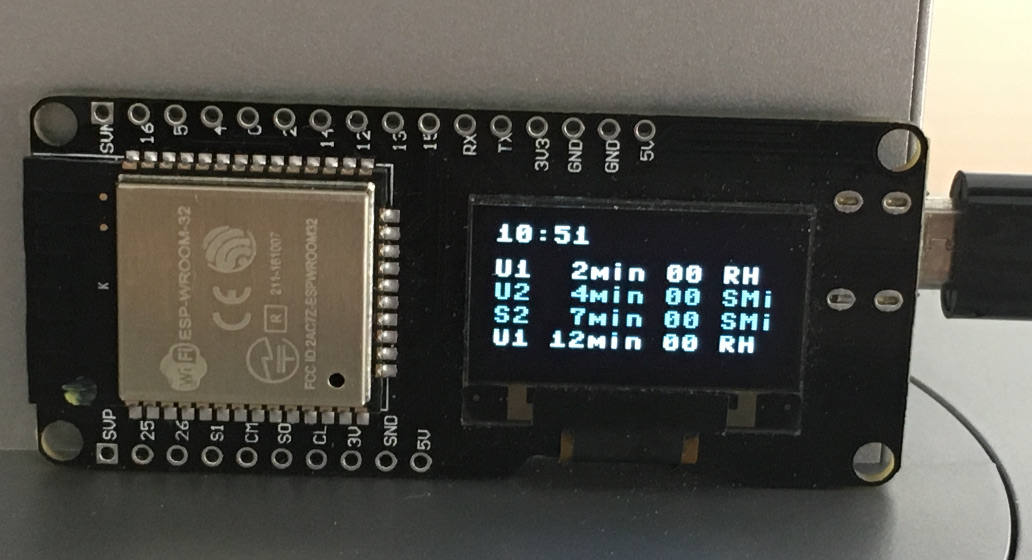 SVN 16 5 4 0 2 14 12 13 15 RX TX 3V3 GND GND 5V
WiFi ESP-WROOM-32
CE
R 211-161007
FCC ID:2AC7Z-ESPWROOM32
K
10:51
U1 2min 00 RH
U2 4min 00 SMi
S2 7min 00 SMi
U1 12min 00 RH
SVP 25 26 S1 CM S0 CL 3V GND 5V